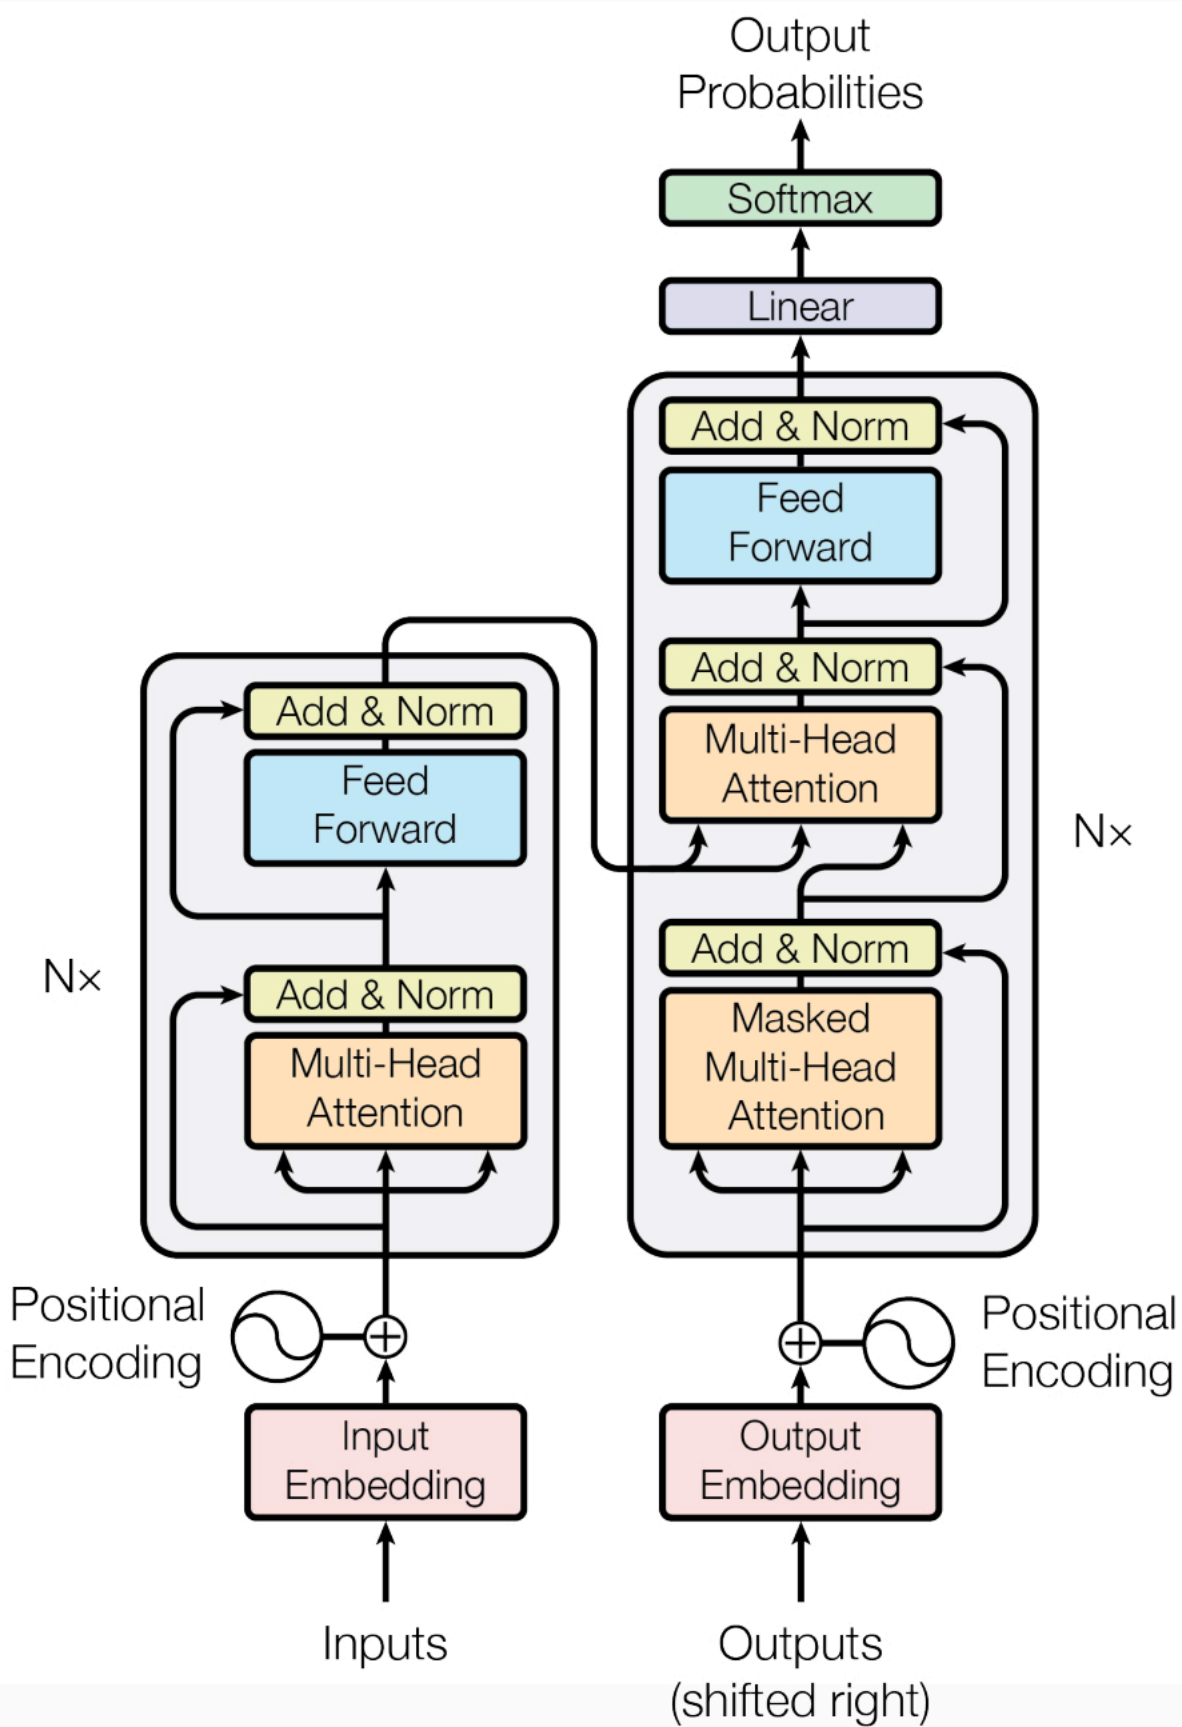 Output
Probabilities
Softmax
Linear
Add & Norm
Feed
Forward
Add & Norm
Multi-Head
Attention
Nx
Add & Norm
Masked
Multi-Head
Attention
Positional
Encoding
Output
Embedding
Outputs
(shifted right)
Add & Norm
Feed
Forward
Nx
Add & Norm
Multi-Head
Attention
Positional
Encoding
Input
Embedding
Inputs